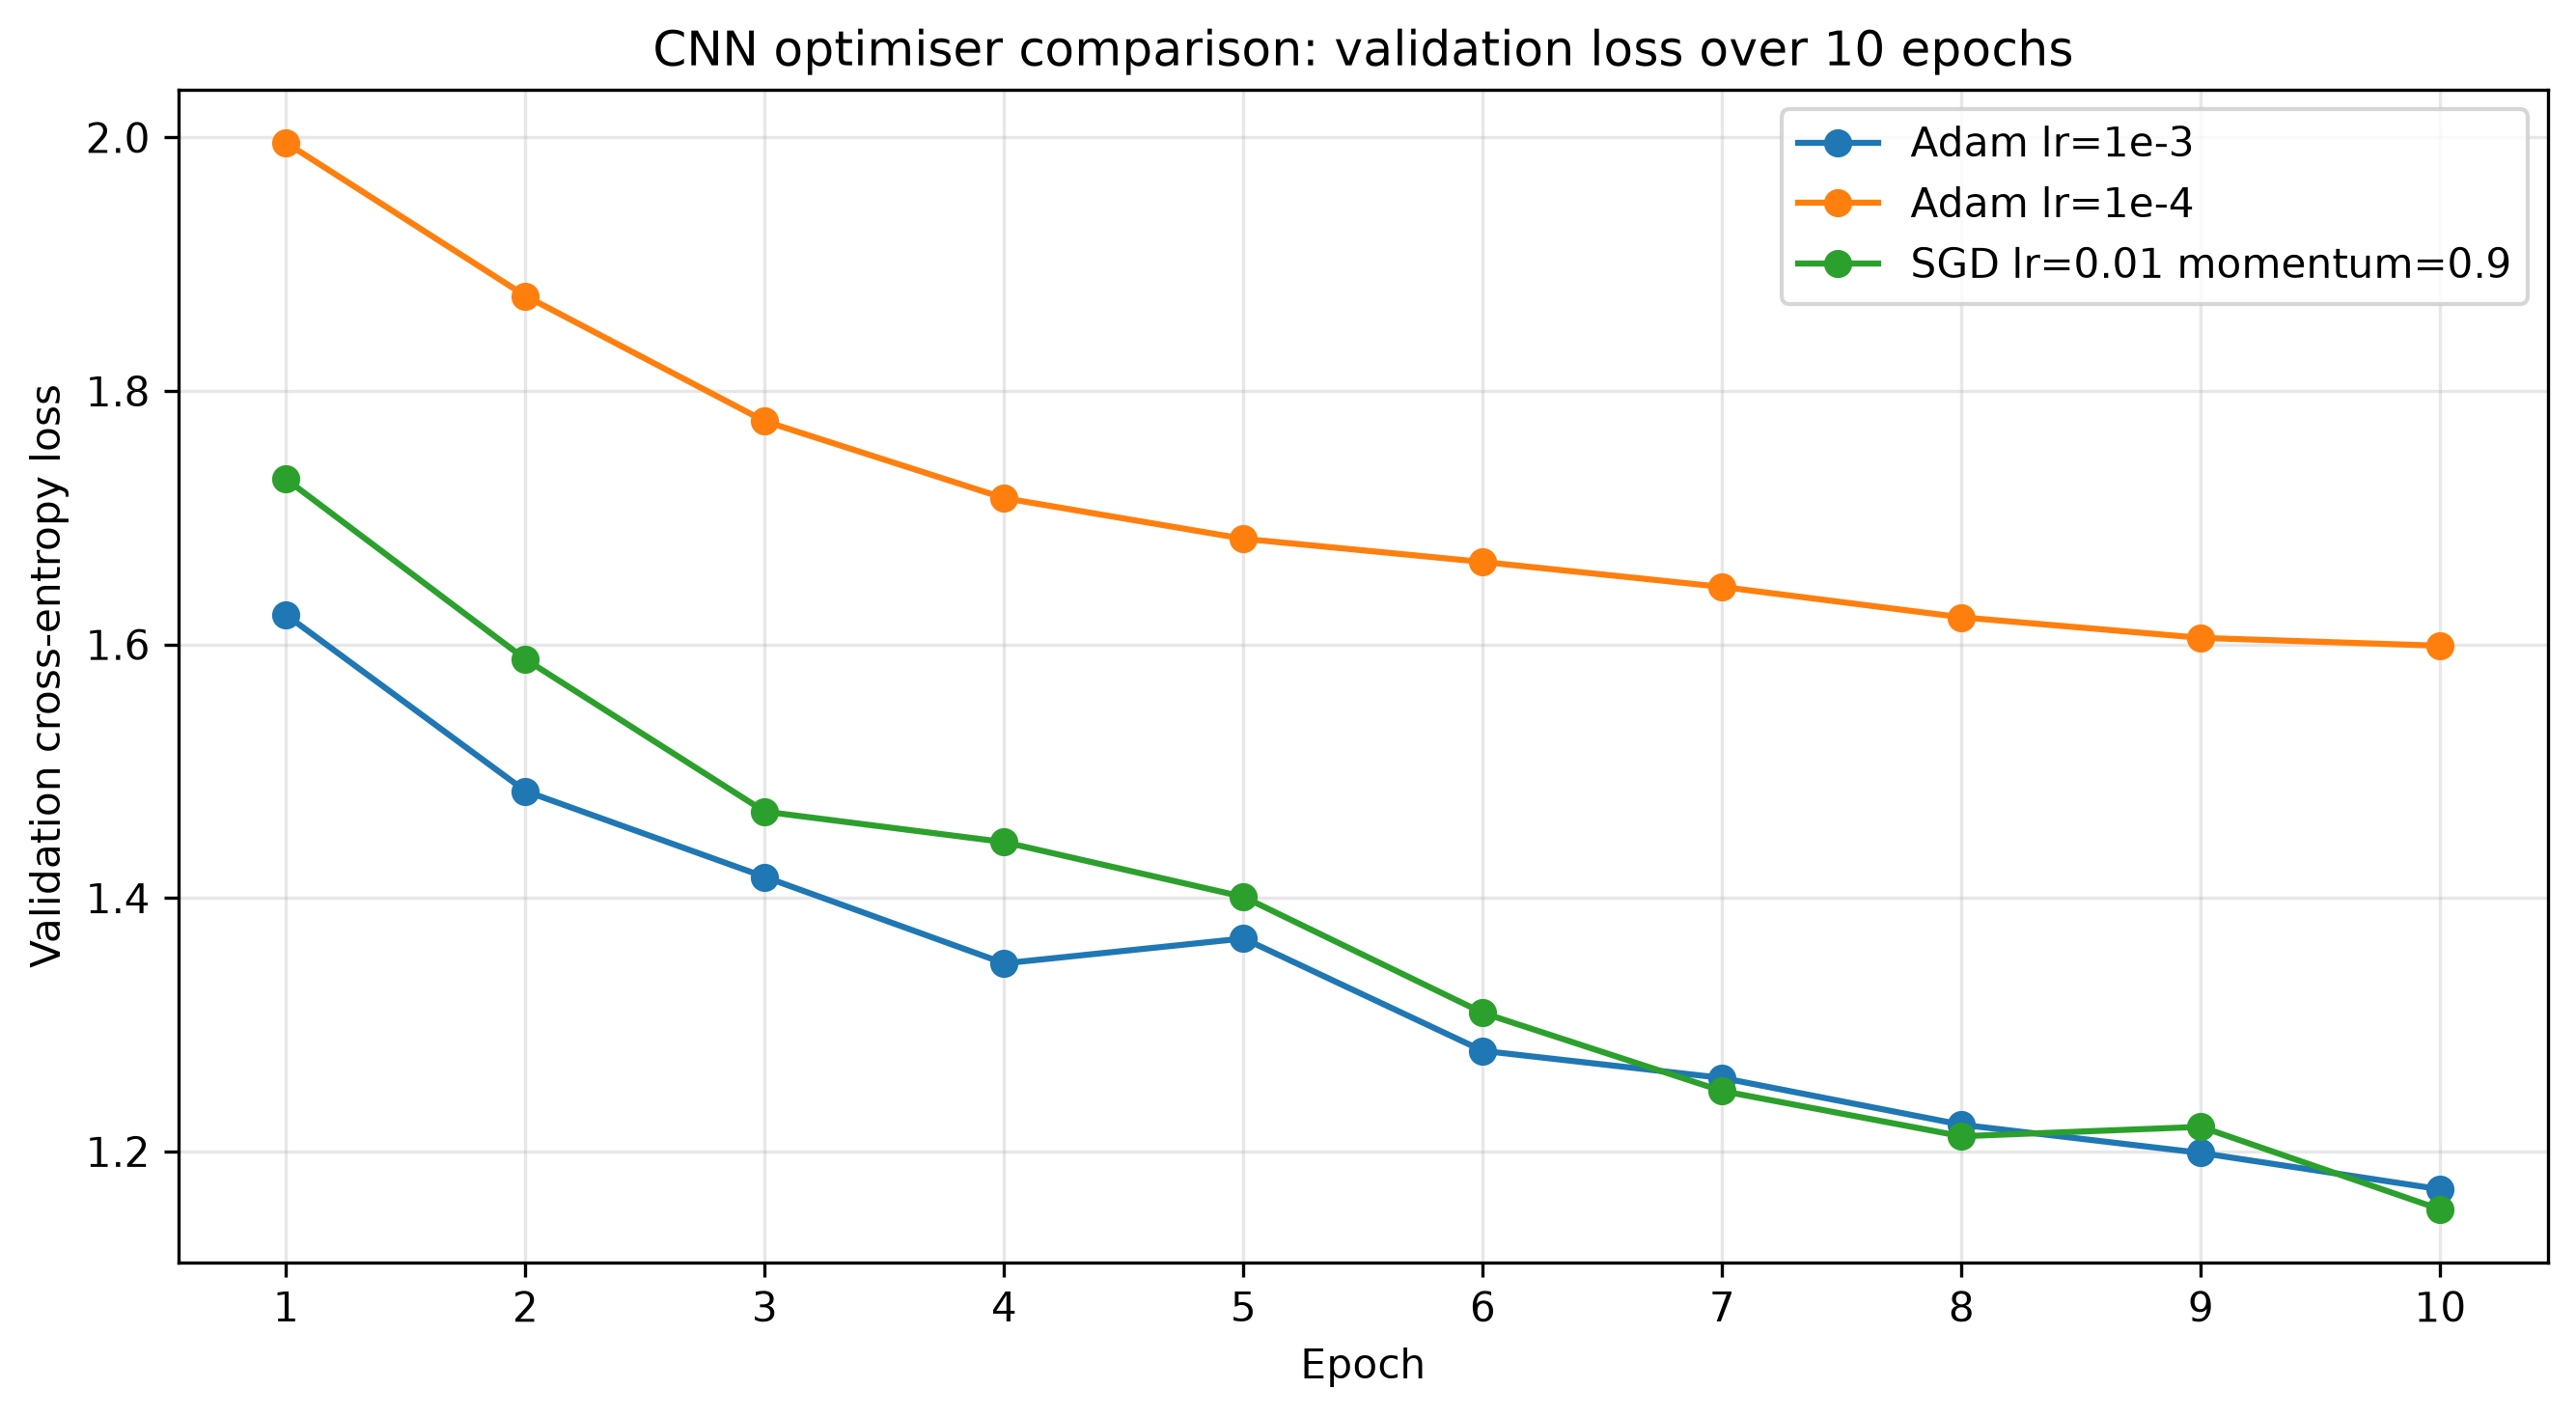 CNN optimiser comparison: validation loss over 10 epochs
Adam lr=1e-3
Adam lr=1e-4
SGD lr=0.01 momentum=0.9
Validation cross-entropy loss
2.0
1.8
1.6
1.4
1.2
1 2 3 4 5 6 7 8 9 10
Epoch